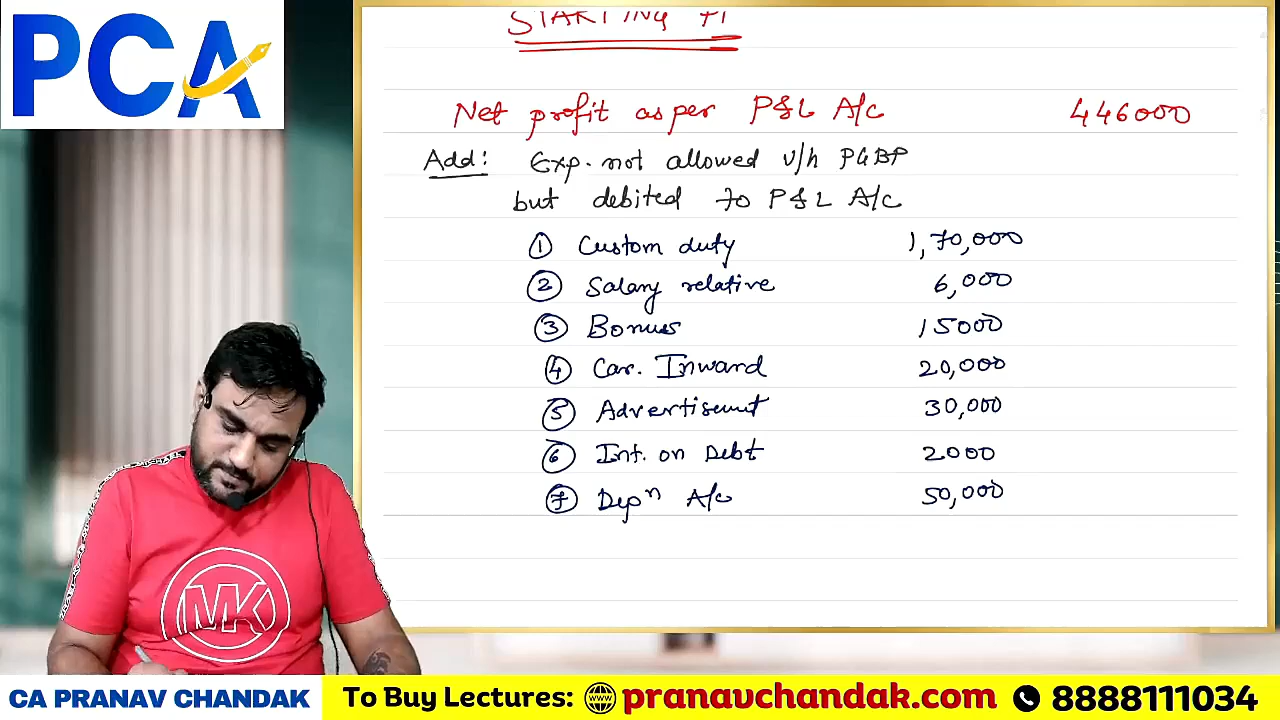 PCA
STARTING
Net profit as per P&L A/c 446000
Add: Exp. not allowed u/h PGBP
but debited to P&L A/c
① Custom duty 1,70,000
② Salary relative 6,000
③ Bonus 15000
④ Car. Inward 20,000
⑤ Advertisemt 30,000
⑥ Int. on Debt 2000
⑦ Depⁿ A/c 50,000
MK
CA PRANAV CHANDAK To Buy Lectures: pranavchandak.com 8888111034